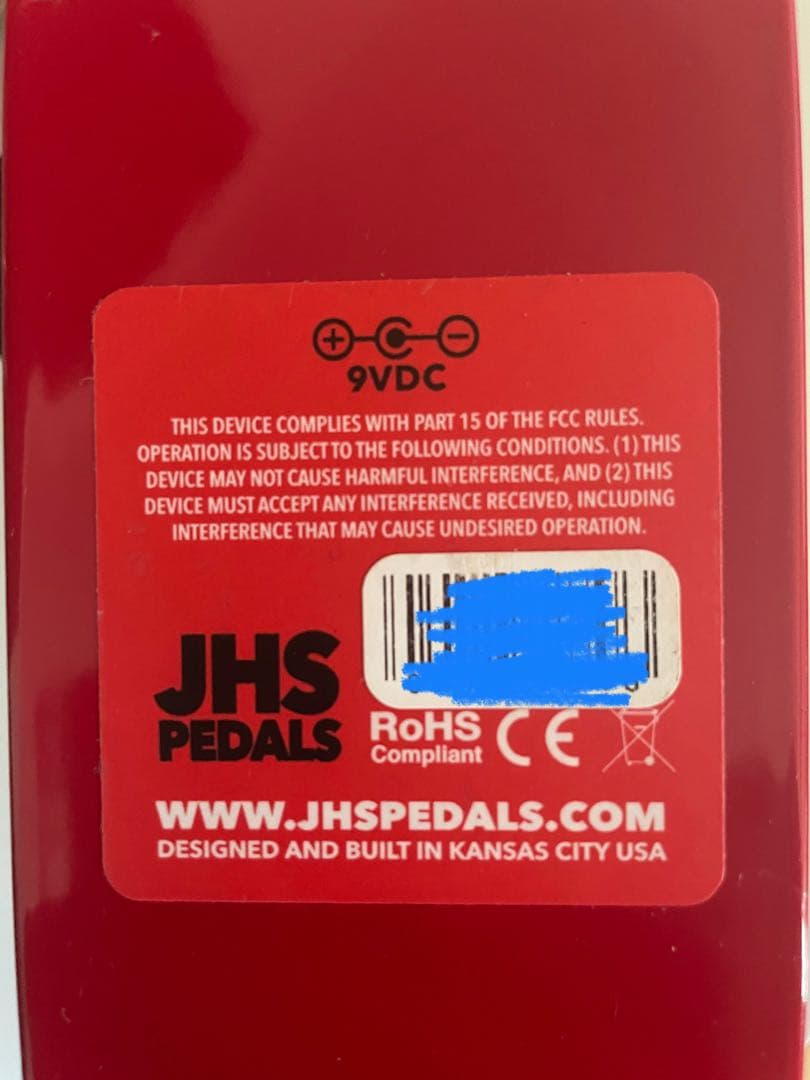 9VDC
THIS DEVICE COMPLIES WITH PART 15 OF THE FCC RULES.
OPERATION IS SUBJECT TO THE FOLLOWING CONDITIONS. (1) THIS
DEVICE MAY NOT CAUSE HARMFUL INTERFERENCE, AND (2) THIS
DEVICE MUST ACCEPT ANY INTERFERENCE RECEIVED, INCLUDING
INTERFERENCE THAT MAY CAUSE UNDESIRED OPERATION.
JHS
PEDALS
RoHS CE
Compliant
WWW.JHSPEDALS.COM
DESIGNED AND BUILT IN KANSAS CITY USA